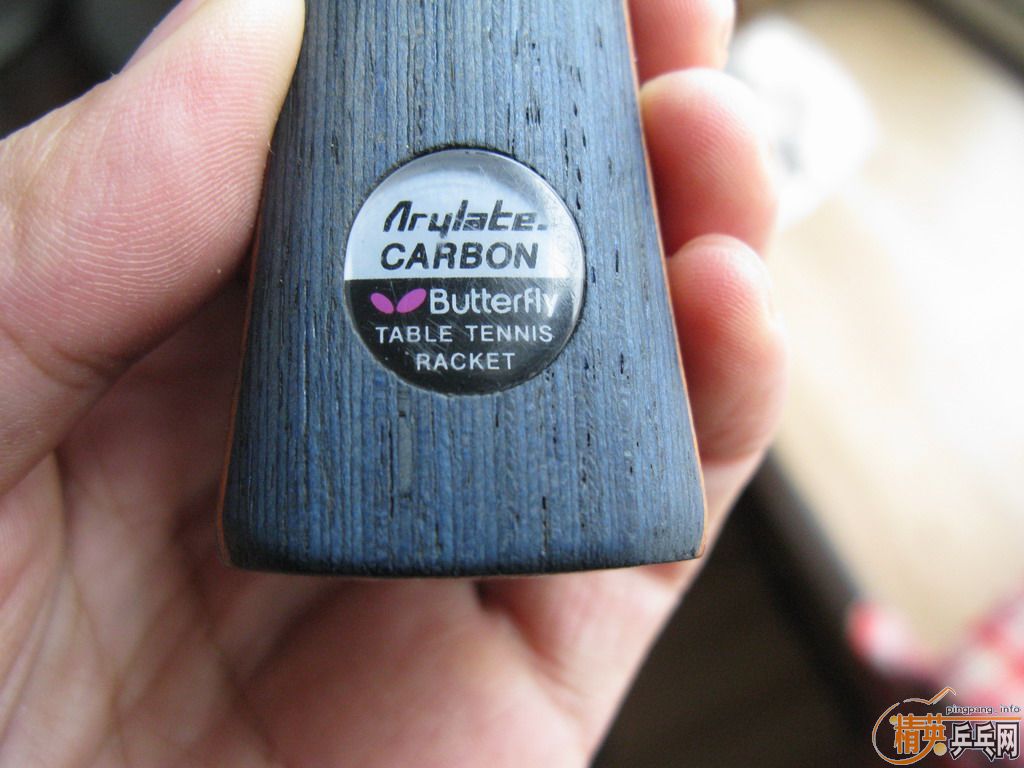 Arylate.
CARBON
Butterfly
TABLE TENNIS
RACKET
pingpang_info
精英乒乓网